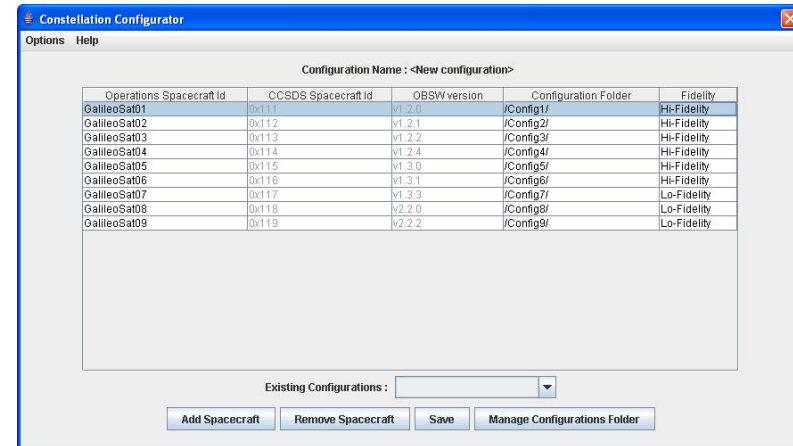 Constellation Configurator
Options Help
Configuration Name : <New configuration>
Operations Spacecraft Id CCSDS Spacecraft Id OBSW version Configuration Folder Fidelity
GalileoSat01 0x111 v1.2.0 /Config1/ Hi-Fidelity
GalileoSat02 0x112 v1.2.1 /Config2/ Hi-Fidelity
GalileoSat03 0x113 v1.2.2 /Config3/ Hi-Fidelity
GalileoSat04 0x114 v1.2.4 /Config4/ Hi-Fidelity
GalileoSat05 0x115 v1.3.0 /Config5/ Hi-Fidelity
GalileoSat06 0x116 v1.3.1 /Config6/ Hi-Fidelity
GalileoSat07 0x117 v1.3.3 /Config7/ Lo-Fidelity
GalileoSat08 0x118 v2.2.0 /Config8/ Lo-Fidelity
GalileoSat09 0x119 v2.2.2 /Config9/ Lo-Fidelity
Existing Configurations :
Add Spacecraft Remove Spacecraft Save Manage Configurations Folder